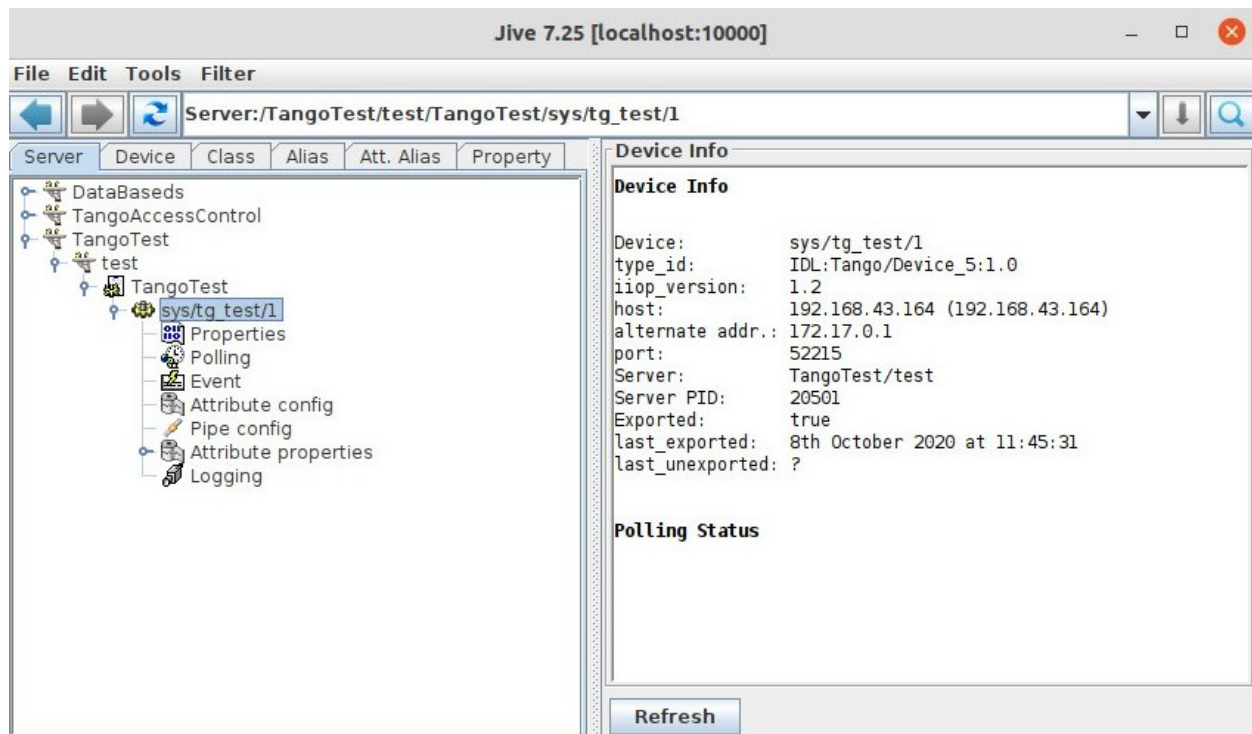 Jive 7.25 [localhost:10000]
File Edit Tools Filter
Server:/TangoTest/test/TangoTest/sys/tg_test/1
Server Device Class Alias Att. Alias Property
DataBaseds
TangoAccessControl
TangoTest
test
TangoTest
sys/tg_test/1
Properties
Polling
Event
Attribute config
Pipe config
Attribute properties
Logging
Device Info
Device Info
Device: sys/tg_test/1
type_id: IDL:Tango/Device_5:1.0
iiop_version: 1.2
host: 192.168.43.164 (192.168.43.164)
alternate addr.: 172.17.0.1
port: 52215
Server: TangoTest/test
Server PID: 20501
Exported: true
last_exported: 8th October 2020 at 11:45:31
last_unexported: ?
Polling Status
Refresh